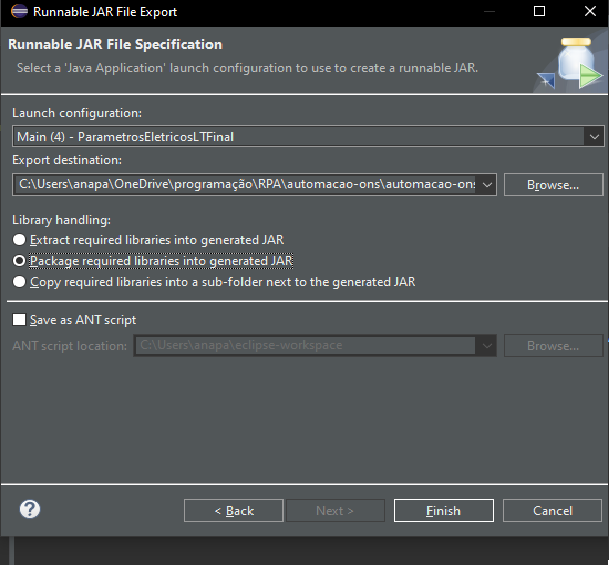 Runnable JAR File Export
Runnable JAR File Specification
Select a 'Java Application' launch configuration to use to create a runnable JAR.
Launch configuration:
Main (4) - ParametrosEletricosLTFinal
Export destination:
C:\Users\anapa\OneDrive\programação\RPA\automacao-ons\automacao-ons
Browse...
Library handling:
Extract required libraries into generated JAR
Package required libraries into generated JAR
Copy required libraries into a sub-folder next to the generated JAR
Save as ANT script
ANT script location: C:\Users\anapa\eclipse-workspace Browse...
? < Back Next > Finish Cancel